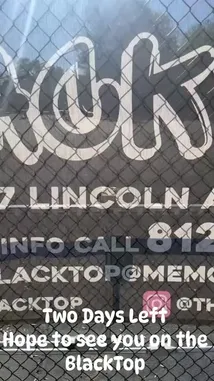 7 LINCOLN A
INFO CALL 812
LACKTOP@MEMO
ACKTOP @TH
Two Days Left
Hope to see you on the
BlackTop